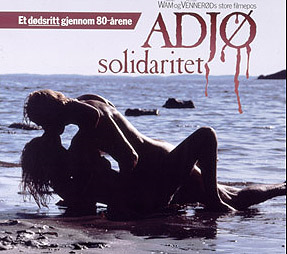 WAM og VENNERØDs store filmepos
Et dødsritt gjennom 80-årene
ADJØ
solidaritet